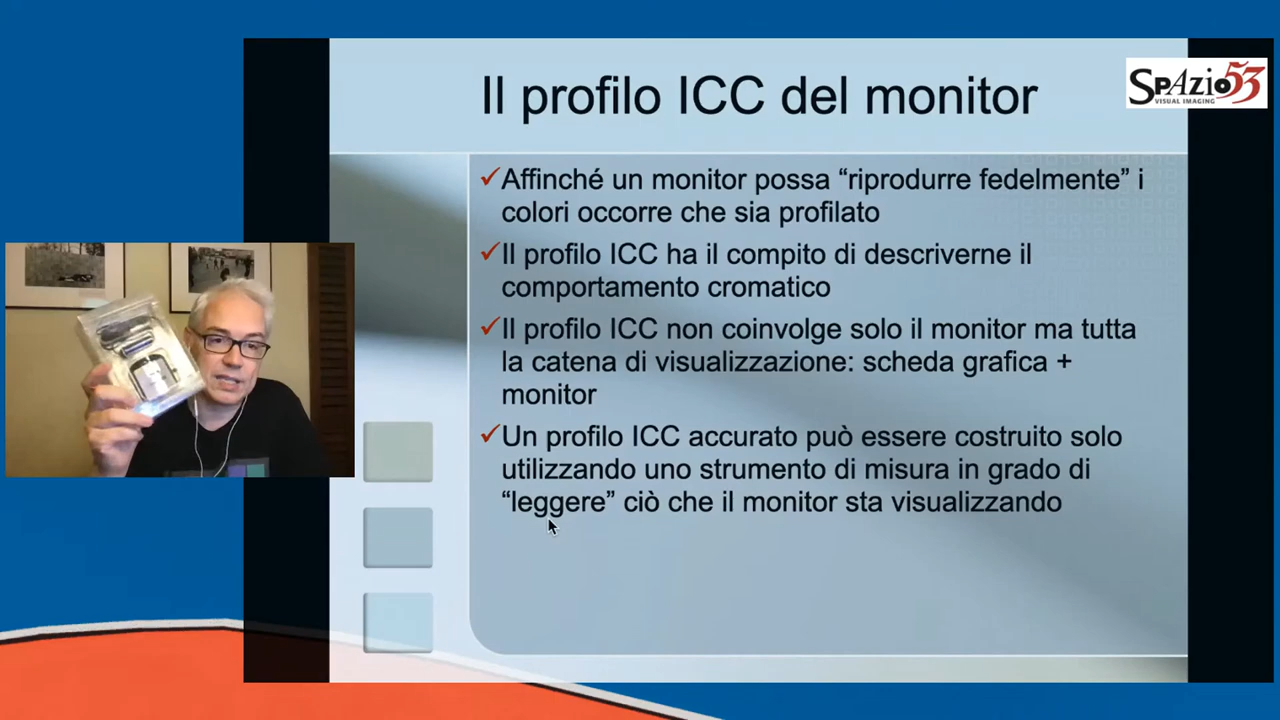 Il profilo ICC del monitor
SPAZIO53
VISUAL IMAGING
✓Affinché un monitor possa “riprodurre fedelmente” i
colori occorre che sia profilato
✓Il profilo ICC ha il compito di descriverne il
comportamento cromatico
✓Il profilo ICC non coinvolge solo il monitor ma tutta
la catena di visualizzazione: scheda grafica +
monitor
✓Un profilo ICC accurato può essere costruito solo
utilizzando uno strumento di misura in grado di
“leggere” ciò che il monitor sta visualizzando